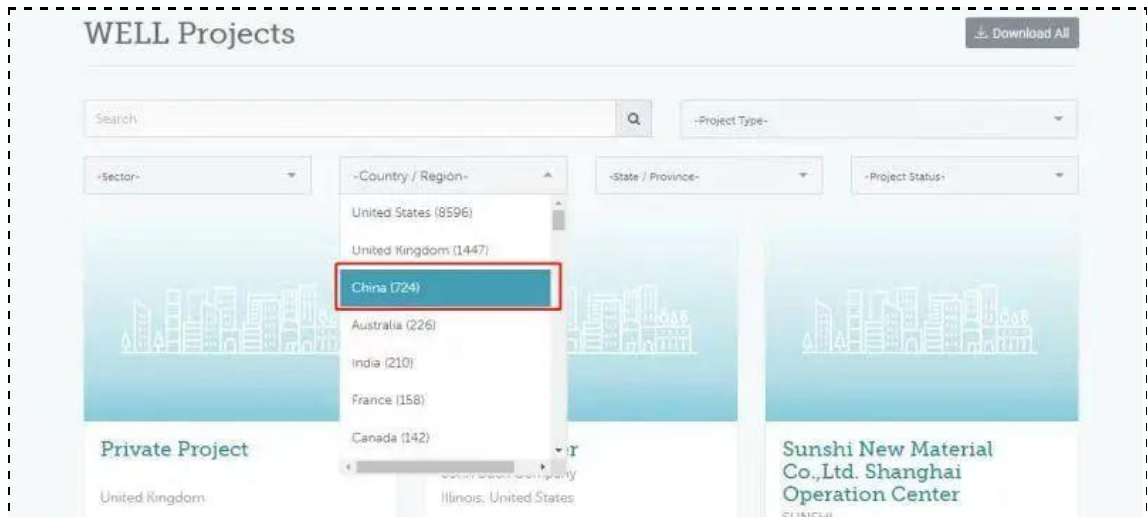 WELL Projects
Download All
Search
-Project Type-
-Sector-
-Country / Region-
-State / Province-
-Project Status-
United States (8596)
United Kingdom (1447)
China (724)
Australia (226)
India (210)
France (158)
Canada (142)
Private Project
United Kingdom
Illinois, United States
Sunshi New Material
Co.,Ltd. Shanghai
Operation Center
SUNSHI